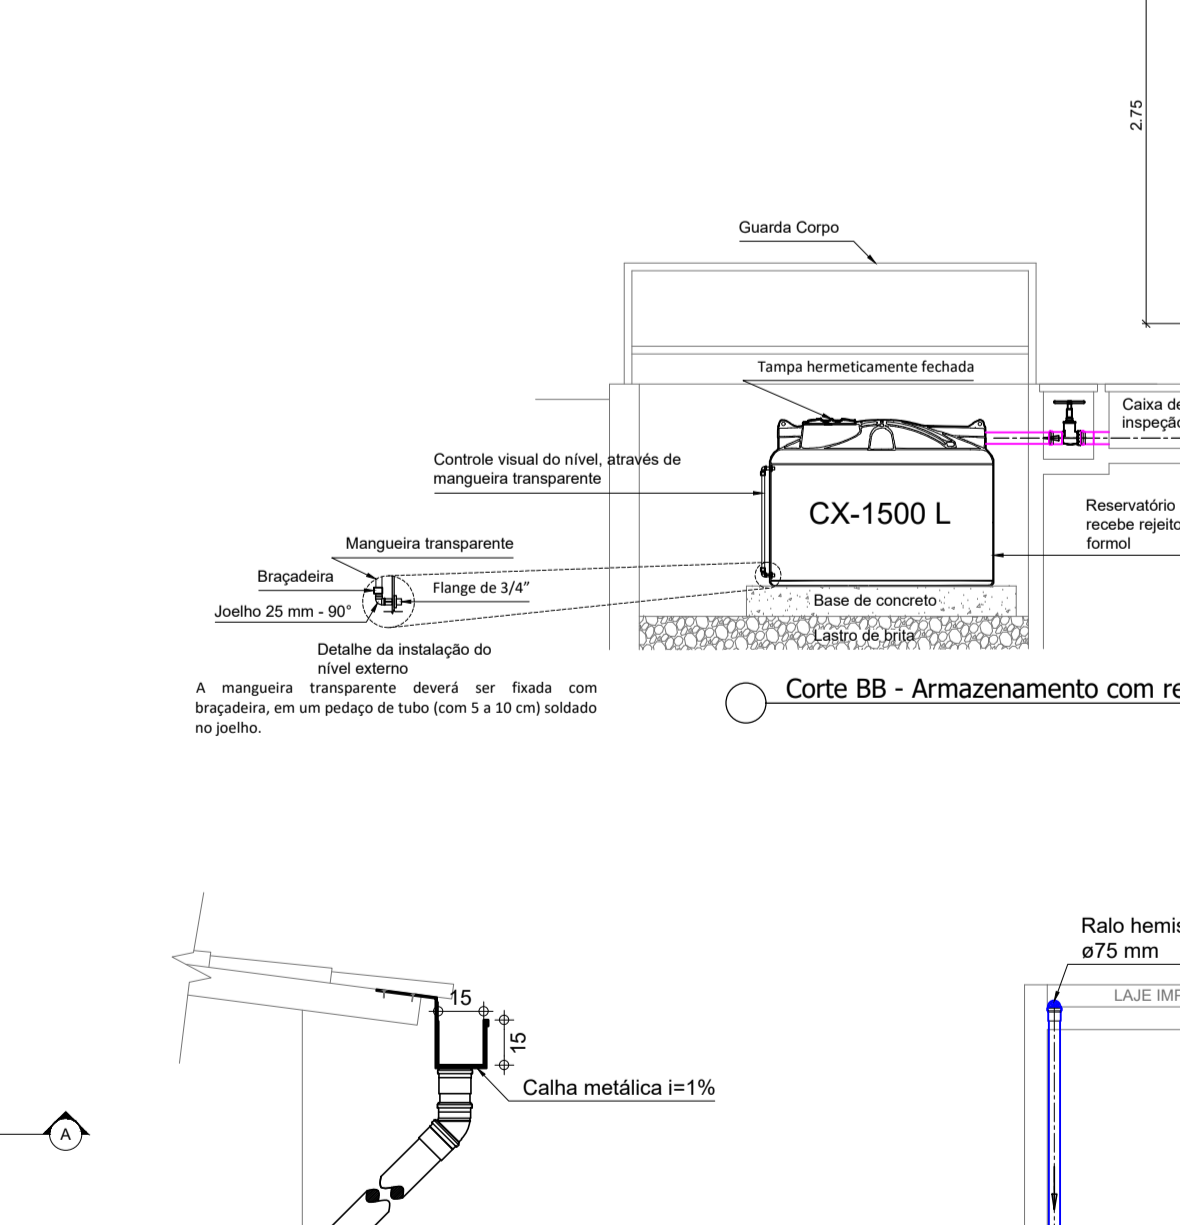 2.75
Guarda Corpo
Tampa hermeticamente fechada
Caixa de
inspeção
Controle visual do nível, através de
mangueira transparente
CX-1500 L
Reservatório
recebe rejeito
formol
Mangueira transparente
Braçadeira
Flange de 3/4”
Joelho 25 mm - 90°
Base de concreto
Lastro de brita
Detalhe da instalação do
nível externo
A mangueira transparente deverá ser fixada com
braçadeira, em um pedaço de tubo (com 5 a 10 cm) soldado
no joelho.
Corte BB - Armazenamento com re
Ralo hemis
ø75 mm
LAJE IMP
15
15
Calha metálica i=1%
A